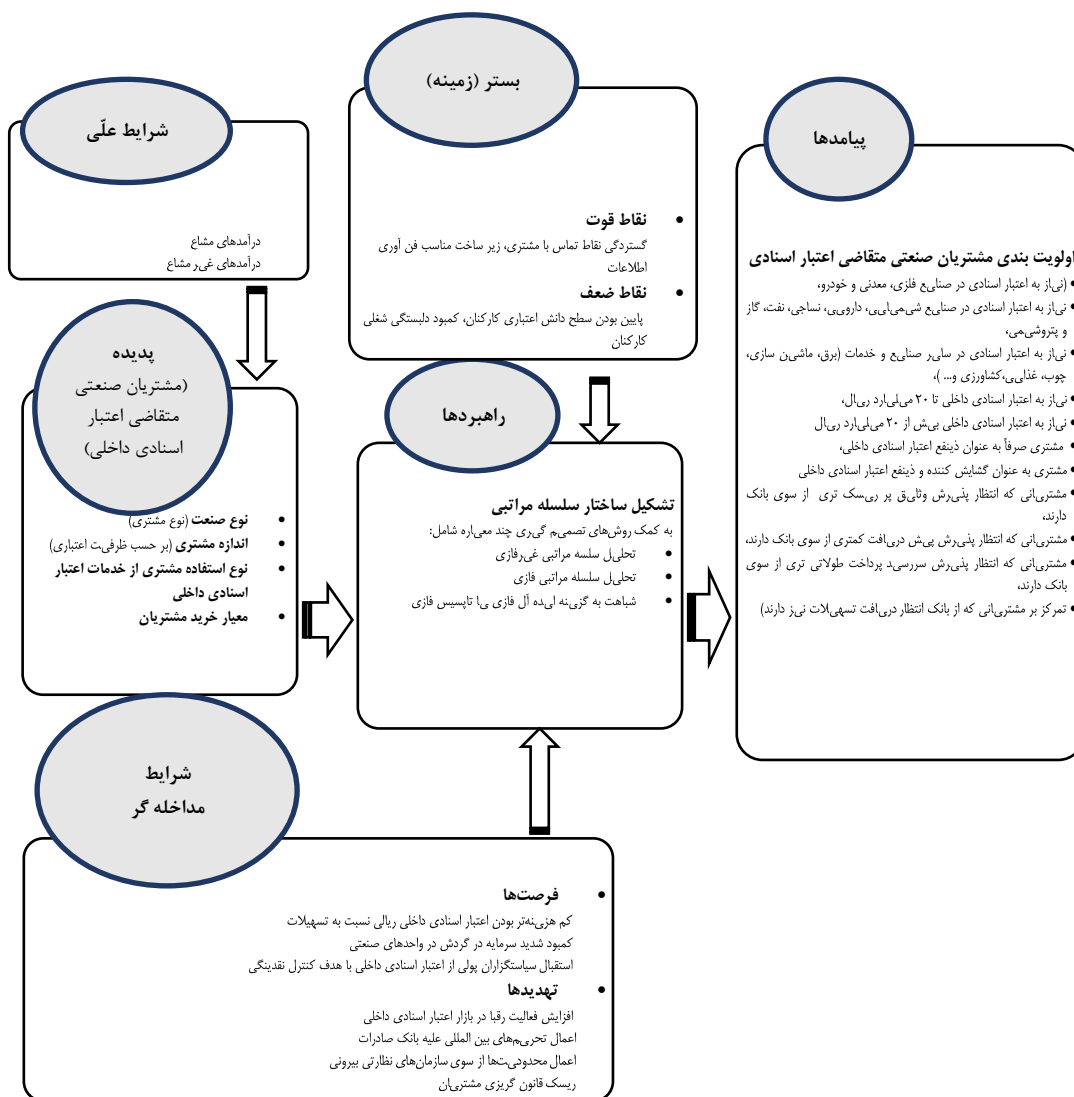 بستر (زمینه)
نقاط قوت
گستردگی نقاط تماس با مشتری، زیر ساخت مناسب فن آوری
اطلاعات
نقاط ضعف
پایین بودن سطح دانش اعتباری کارکنان، کمبود دلبستگی شغلی
کارکنان
شرایط علّی
درآمدهای مشاع
درآمدهای غیر مشاع
پدیده
(مشتریان صنعتی
متقاضی اعتبار
اسنادی داخلی)
نوع صنعت (نوع مشتری)
اندازه مشتری (بر حسب ظرفیت اعتباری)
نوع استفاده مشتری از خدمات اعتبار
اسنادی داخلی
معیار خرید مشتریان
راهبردها
تشکیل ساختار سلسله مراتبی
به کمک روش‌های تصمیم گیری چند معیاره شامل:
تحلیل سلسه مراتبی غیرفازی
تحلیل سلسله مراتبی فازی
شباهت به گزینه ایده آل فازی یا تاپسیس فازی
شرایط
مداخله گر
فرصت‌ها
کم هزینه‌تر بودن اعتبار اسنادی داخلی ریالی نسبت به تسهیلات
کمبود شدید سرمایه در گردش در واحدهای صنعتی
استقبال سیاستگزاران پولی از اعتبار اسنادی داخلی با هدف کنترل نقدینگی
تهدیدها
افزایش فعالیت رقبا در بازار اعتبار اسنادی داخلی
اعمال تحریم‌های بین المللی علیه بانک صادرات
اعمال محدودیت‌ها از سوی سازمان‌های نظارتی بیرونی
ریسک قانون گریزی مشتریان
پیامدها
اولویت بندی مشتریان صنعتی متقاضی اعتبار اسنادی
(نیاز به اعتبار اسنادی در صنایع فلزی، معدنی و خودرو،
نیاز به اعتبار اسنادی در صنایع شیمیایی، دارویی، نساجی، نفت، گاز
و پتروشیمی،
نیاز به اعتبار اسنادی در سایر صنایع و خدمات (برق، ماشین سازی،
چوب، غذایی،کشاورزی و... )،
نیاز به اعتبار اسنادی داخلی تا ۲۰ میلیارد ریال،
نیاز به اعتبار اسنادی داخلی بیش از ۲۰ میلیارد ریال
مشتری صرفاً به عنوان ذینفع اعتبار اسنادی داخلی،
مشتری به عنوان گشایش کننده و ذینفع اعتبار اسنادی داخلی
مشتریانی که انتظار پذیرش وثایق پر ریسک تری از سوی بانک
دارند،
مشتریانی که انتظار پذیرش پیش دریافت کمتری از سوی بانک دارند،
مشتریانی که انتظار پذیرش سررسید پرداخت طولاتی تری از سوی
بانک دارند،
تمرکز بر مشتریانی که از بانک انتظار دریافت تسهیلات نیز دارند)